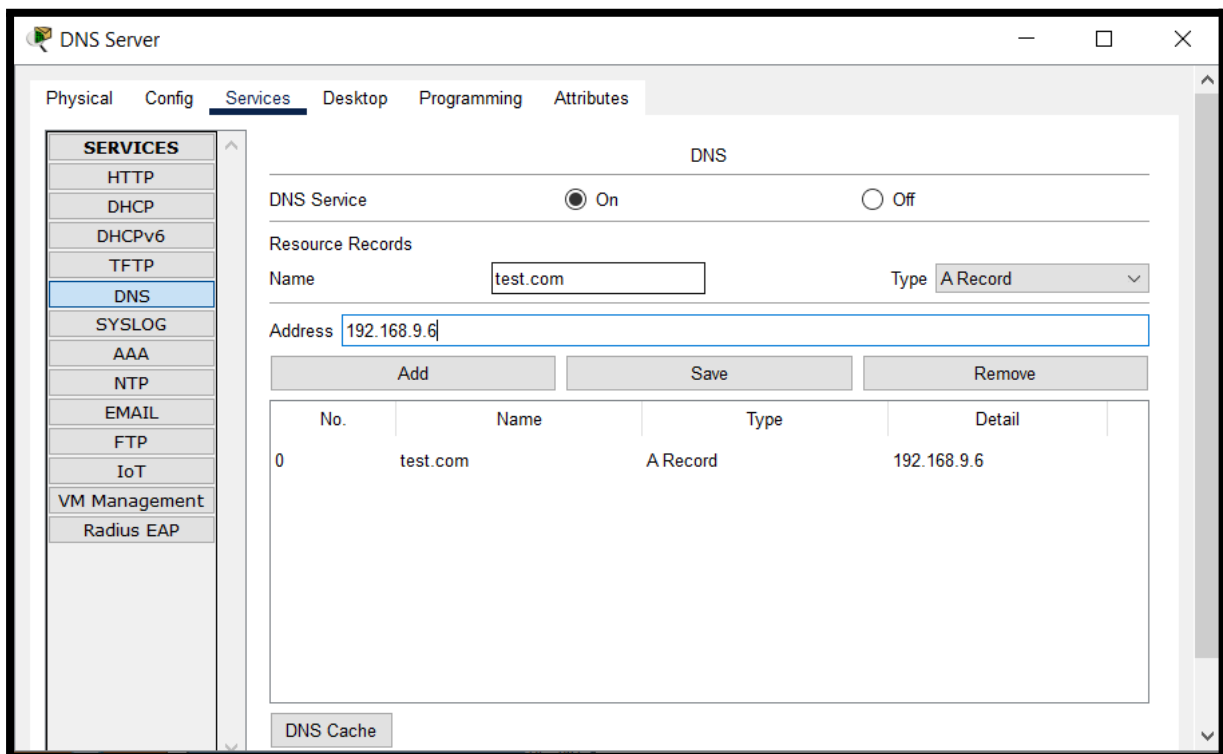 DNS Server
Physical Config Services Desktop Programming Attributes
SERVICES
HTTP
DHCP
DHCPv6
TFTP
DNS
SYSLOG
AAA
NTP
EMAIL
FTP
IoT
VM Management
Radius EAP
DNS
DNS Service On Off
Resource Records
Name test.com Type A Record
Address 192.168.9.6
Add Save Remove
No. Name Type Detail
0 test.com A Record 192.168.9.6
DNS Cache